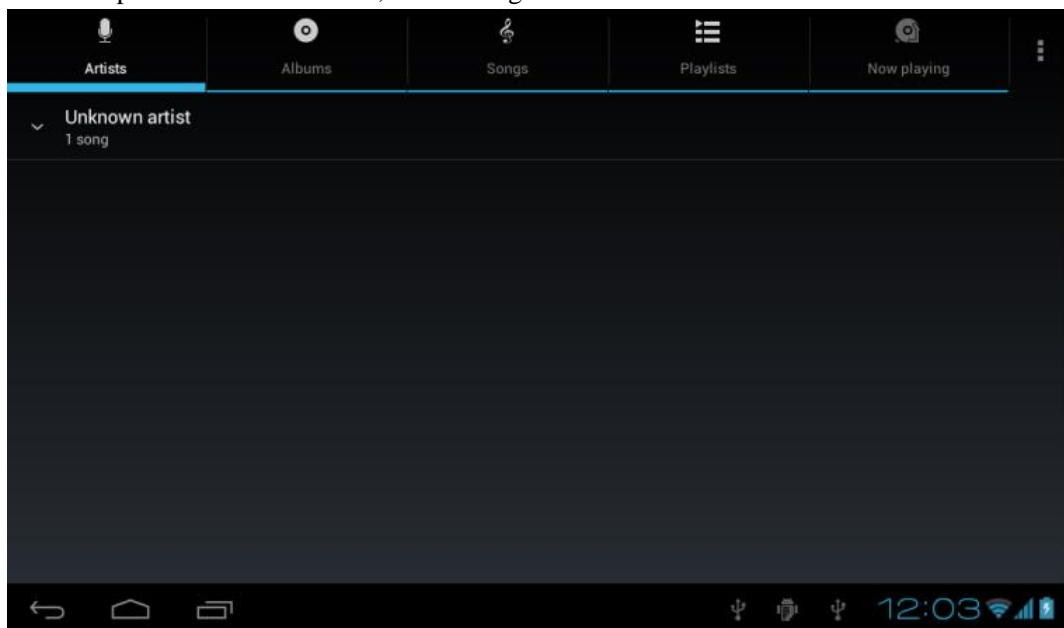 Artists
Albums
Songs
Playlists
Now playing
Unknown artist
1 song
12:03